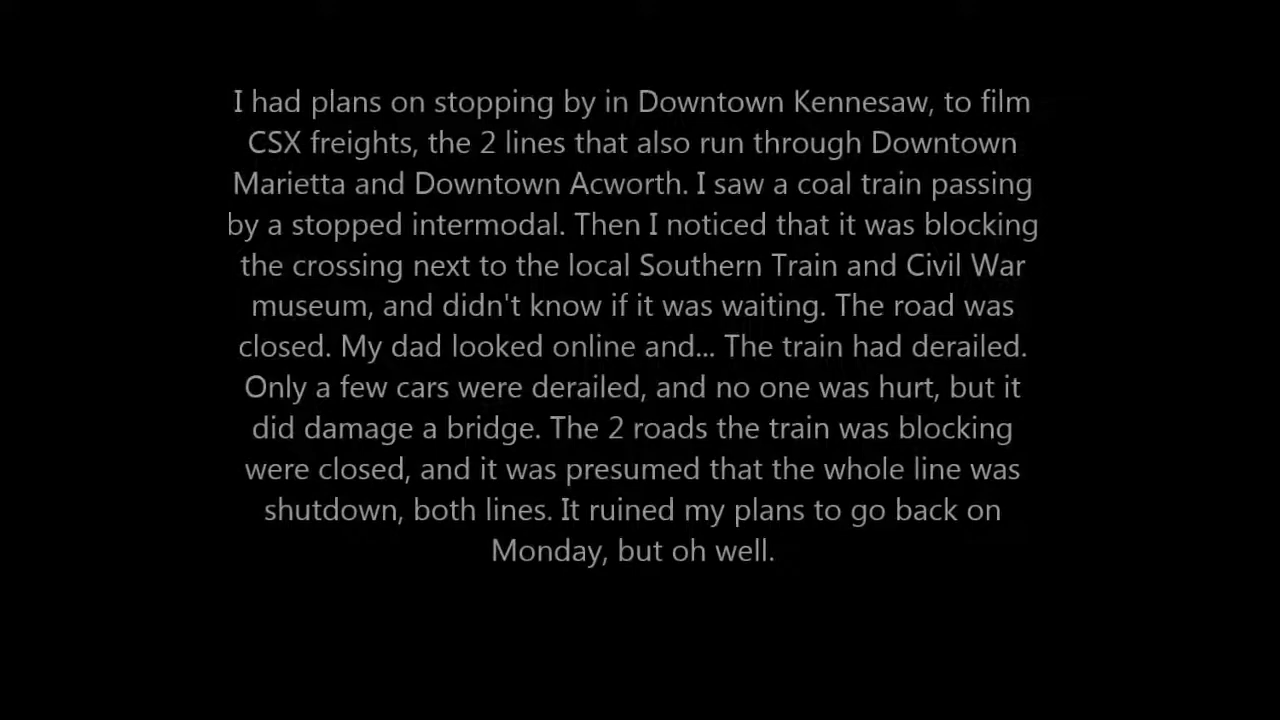 I had plans on stopping by in Downtown Kennesaw, to film
CSX freights, the 2 lines that also run through Downtown
Marietta and Downtown Acworth. I saw a coal train passing
by a stopped intermodal. Then I noticed that it was blocking
the crossing next to the local Southern Train and Civil War
museum, and didn't know if it was waiting. The road was
closed. My dad looked online and... The train had derailed.
Only a few cars were derailed, and no one was hurt, but it
did damage a bridge. The 2 roads the train was blocking
were closed, and it was presumed that the whole line was
shutdown, both lines. It ruined my plans to go back on
Monday, but oh well.